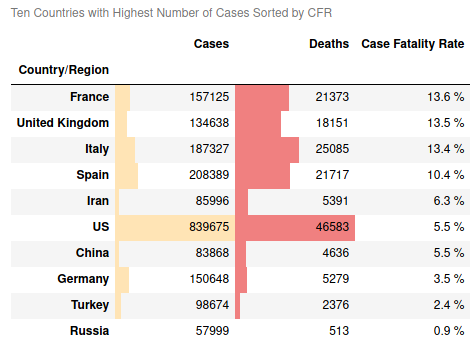 Ten Countries with Highest Number of Cases Sorted by CFR
Cases Deaths Case Fatality Rate
Country/Region
France 157125 21373 13.6 %
United Kingdom 134638 18151 13.5 %
Italy 187327 25085 13.4 %
Spain 208389 21717 10.4 %
Iran 85996 5391 6.3 %
US 839675 46583 5.5 %
China 83868 4636 5.5 %
Germany 150648 5279 3.5 %
Turkey 98674 2376 2.4 %
Russia 57999 513 0.9 %